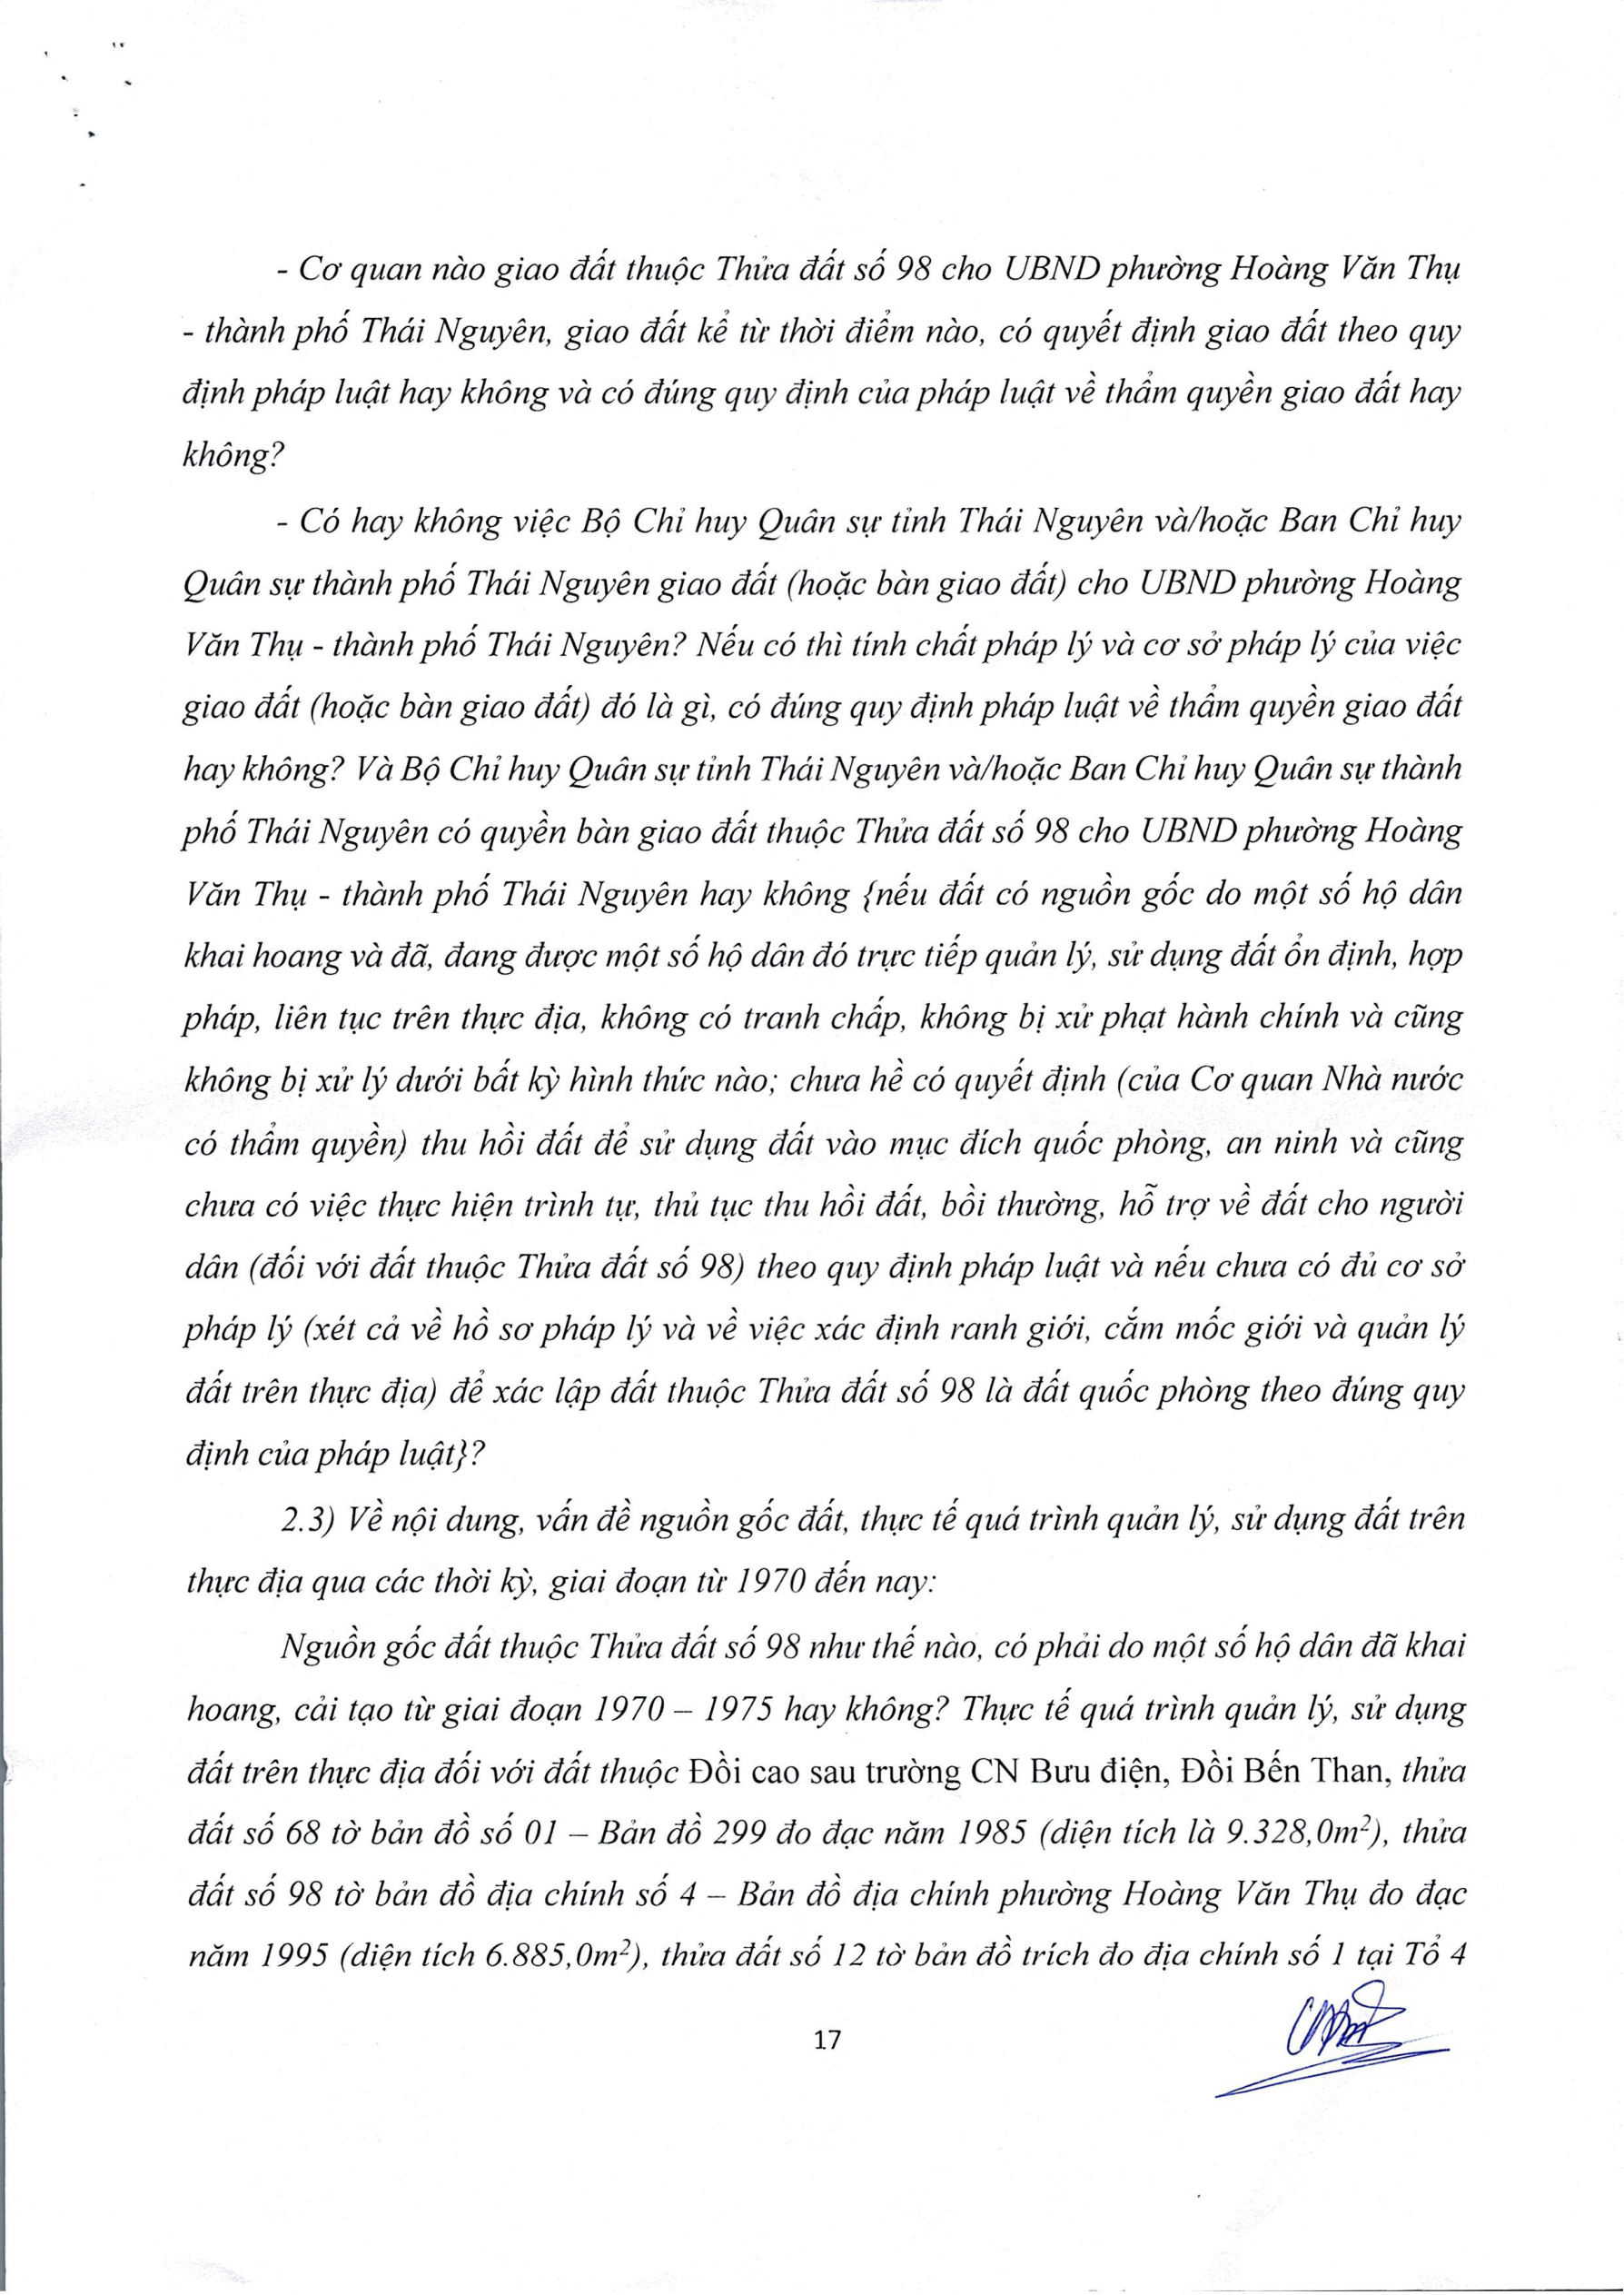 - Cơ quan nào giao đất thuộc Thửa đất số 98 cho UBND phường Hoàng Văn Thụ
- thành phố Thái Nguyên, giao đất kể từ thời điểm nào, có quyết định giao đất theo quy
định pháp luật hay không và có đúng quy định của pháp luật về thẩm quyền giao đất hay
không?
- Có hay không việc Bộ Chỉ huy Quân sự tỉnh Thái Nguyên và/hoặc Ban Chỉ huy
Quân sự thành phố Thái Nguyên giao đất (hoặc bàn giao đất) cho UBND phường Hoàng
Văn Thụ - thành phố Thái Nguyên? Nếu có thì tính chất pháp lý và cơ sở pháp lý của việc
giao đất (hoặc bàn giao đất) đó là gì, có đúng quy định pháp luật về thẩm quyền giao đất
hay không? Và Bộ Chỉ huy Quân sự tỉnh Thái Nguyên và/hoặc Ban Chỉ huy Quân sự thành
phố Thái Nguyên có quyền bàn giao đất thuộc Thửa đất số 98 cho UBND phường Hoàng
Văn Thụ - thành phố Thái Nguyên hay không {nếu đất có nguồn gốc do một số hộ dân
khai hoang và đã, đang được một số hộ dân đó trực tiếp quản lý, sử dụng đất ổn định, hợp
pháp, liên tục trên thực địa, không có tranh chấp, không bị xử phạt hành chính và cũng
không bị xử lý dưới bất kỳ hình thức nào; chưa hề có quyết định (của Cơ quan Nhà nước
có thẩm quyền) thu hồi đất để sử dụng đất vào mục đích quốc phòng, an ninh và cũng
chưa có việc thực hiện trình tự, thủ tục thu hồi đất, bồi thường, hỗ trợ về đất cho người
dân (đối với đất thuộc Thửa đất số 98) theo quy định pháp luật và nếu chưa có đủ cơ sở
pháp lý (xét cả về hồ sơ pháp lý và về việc xác định ranh giới, cắm mốc giới và quản lý
đất trên thực địa) để xác lập đất thuộc Thửa đất số 98 là đất quốc phòng theo đúng quy
định của pháp luật}?
2.3) Về nội dung, vấn đề nguồn gốc đất, thực tế quá trình quản lý, sử dụng đất trên
thực địa qua các thời kỳ, giai đoạn từ 1970 đến nay:
Nguồn gốc đất thuộc Thửa đất số 98 như thế nào, có phải do một số hộ dân đã khai
hoang, cải tạo từ giai đoạn 1970 – 1975 hay không? Thực tế quá trình quản lý, sử dụng
đất trên thực địa đối với đất thuộc Đồi cao sau trường CN Bưu điện, Đồi Bến Than, thửa
đất số 68 tờ bản đồ số 01 – Bản đồ 299 đo đạc năm 1985 (diện tích là 9.328,0m²), thửa
đất số 98 tờ bản đồ địa chính số 4 – Bản đồ địa chính phường Hoàng Văn Thụ đo đạc
năm 1995 (diện tích 6.885,0m²), thửa đất số 12 tờ bản đồ trích đo địa chính số 1 tại Tổ 4
17